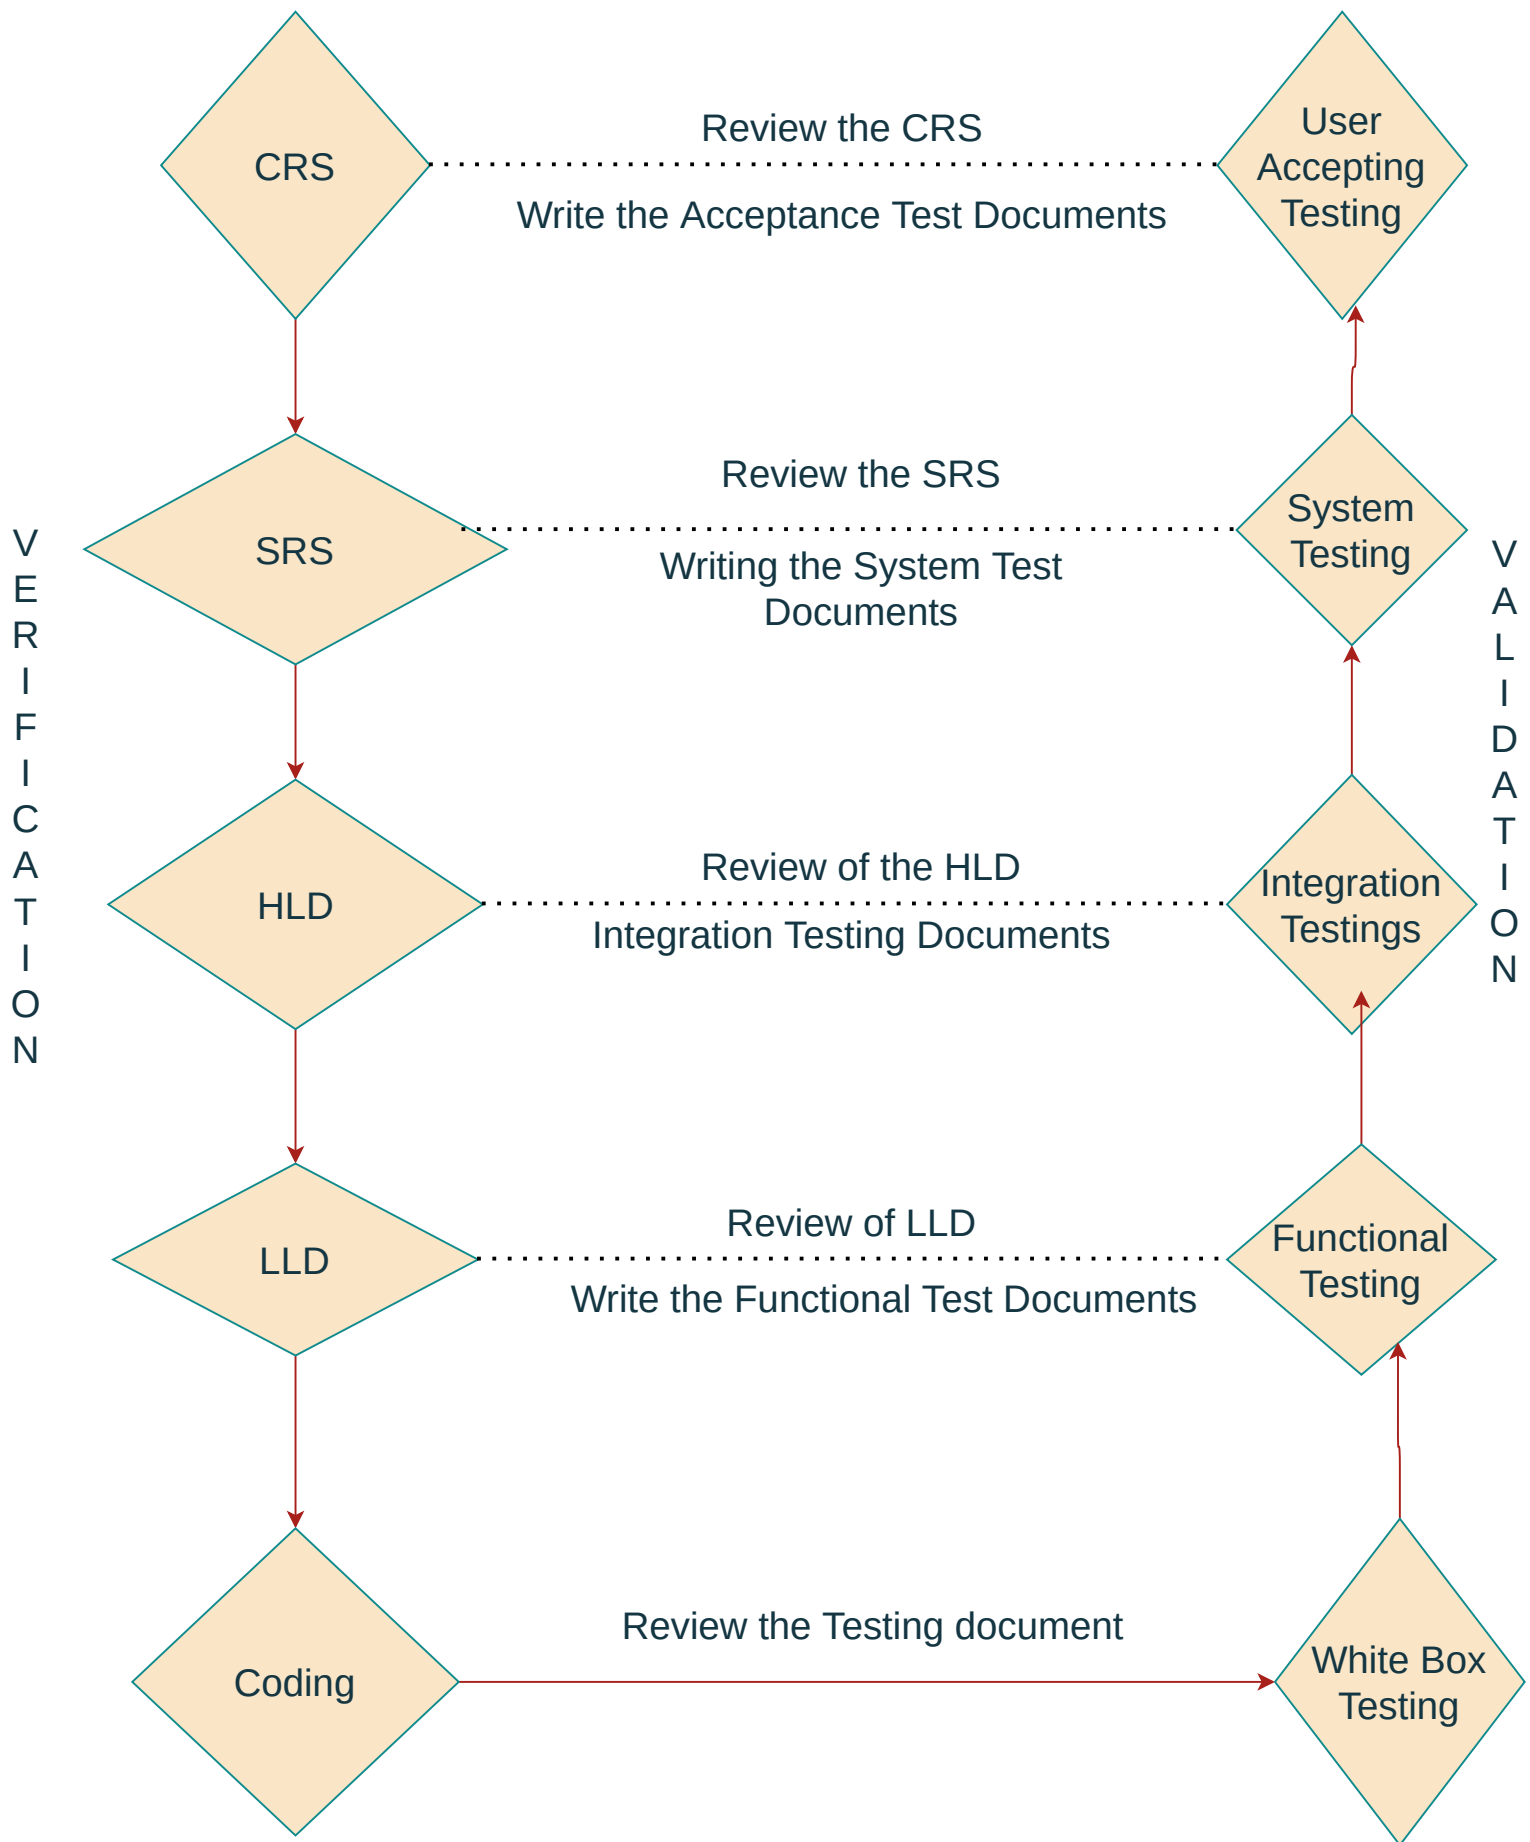 CRS
Review the CRS
Write the Acceptance Test Documents
User
Accepting
Testing
SRS
Review the SRS
Writing the System Test
Documents
System
Testing
V
E
R
I
F
I
C
A
T
I
O
N
V
A
L
I
D
A
T
I
O
N
HLD
Review of the HLD
Integration Testing Documents
Integration
Testings
LLD
Review of LLD
Write the Functional Test Documents
Functional
Testing
Coding
Review the Testing document
White Box
Testing